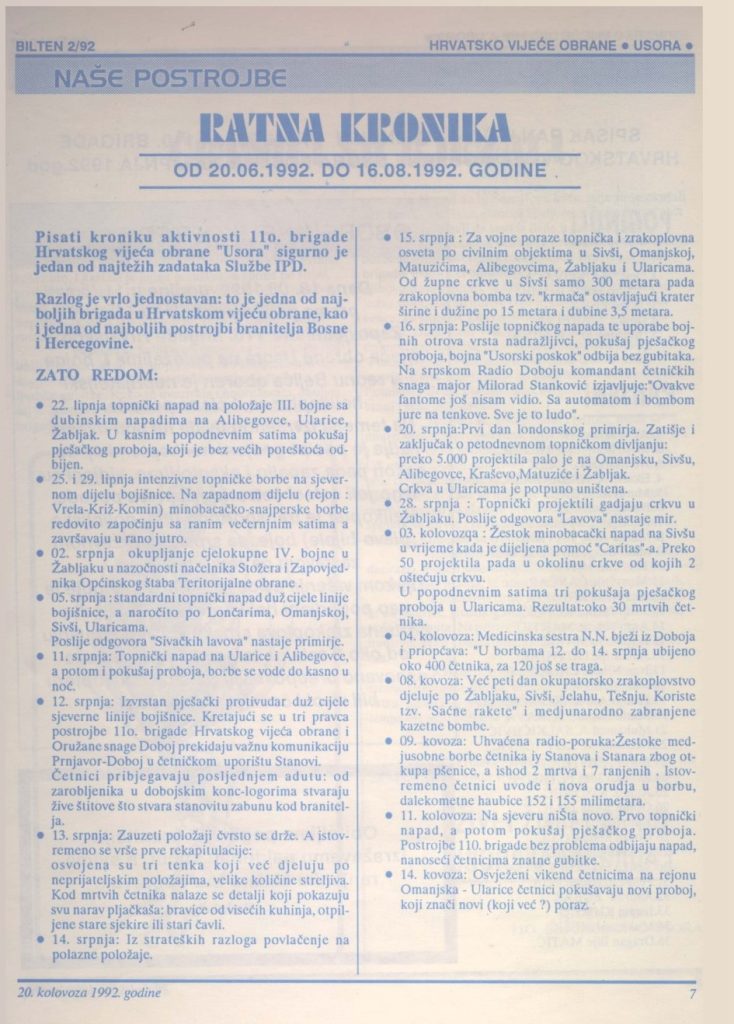 BILTEN 2/92
HRVATSKO VIJEĆE OBRANE ● USORA ●
NAŠE POSTROJBE
RATNA KRONIKA
OD 20.06.1992. DO 16.08.1992. GODINE
Pisati kroniku aktivnosti 11o. brigade
Hrvatskog vijeća obrane "Usora" sigurno je
jedan od najtežih zadataka Službe IPD.
Razlog je vrlo jednostavan: to je jedna od naj-
boljih brigada u Hrvatskom vijeću obrane, kao
i jedna od najboljih postrojbi branitelja Bosne
i Hercegovine.
ZATO REDOM:
● 22. lipnja topnički napad na položaje III. bojne sa
dubinskim napadima na Alibegovce, Ularice,
Žabljak. U kasnim popodnevnim satima pokušaj
pješačkog proboja, koji je bez većih poteškoća od-
bijen.
● 25. i 29. lipnja intenzivne topničke borbe na sjever-
nom dijelu bojišnice. Na zapadnom dijelu (rejon :
Vrela-Križ-Komin) minobacačko-snajperske borbe
redovito započinju sa ranim večernjnim satima a
završavaju u rano jutro.
● 02. srpnja okupljanje cjelokupne IV. bojne u
Žabljaku u nazočnosti načelnika Stožera i Zapovjed-
nika Općinskog štaba Teritorijalne obrane .
● 05. srpnja : standardni topnički napad duž cijele linije
bojišnice, a naročito po Lončarima, Omanjskoj,
Sivši, Ularicama.
Poslije odgovora "Sivačkih lavova" nastaje primirje.
● 11. srpnja: Topnički napad na Ularice i Alibegovce,
a potom i pokušaj proboja, borbe se vode do kasno u
noć.
● 12. srpnja: Izvrstan pješački protivudar duž cijele
sjeverne linije bojišnice. Kretajući se u tri pravca
postrojbe 11o. brigade Hrvatskog vijeća obrane i
Oružane snage Doboj prekidaju važnu komunikaciju
Prnjavor-Doboj u četničkom uporištu Stanovi.
Četnici pribjegavaju posljednjem adutu: od
zarobljenika u dobojskim konc-logorima stvaraju
žive štitove što stvara stanovitu zabunu kod branitel-
ja.
● 13. srpnja: Zauzeti položaji čvrsto se drže. A istov-
remeno se vrše prve rekapitulacije:
osvojena su tri tenka koji već djeluju po
neprijateljskim položajima, velike količine streljiva.
Kod mrtvih četnika nalaze se detalji koji pokazuju
svu narav pljačkaša: bravice od visećih kuhinja, otpil-
jene stare sjekire ili stari čavli.
● 14. srpnja: Iz strateških razloga povlačenje na
polazne položaje.
● 15. srpnja : Za vojne poraze topnička i zrakoplovna
osveta po civilnim objektima u Sivši, Omanjskoj,
Matuzićima, Alibegovcima, Žabljaku i Ularicama.
Od župne crkve u Sivši samo 300 metara pada
zrakoplovna bomba tzv. "krmača" ostavljajući krater
širine i dužine po 15 metara i dubine 3,5 metara.
● 16. srpnja: Poslije topničkog napada te uporabe boj-
nih otrova vrsta nadražljivci, pokušaj pješačkog
proboja, bojna "Usorski poskok" odbija bez gubitaka.
Na srpskom Radio Doboju komandant četničkih
snaga major Milorad Stanković izjavljuje:"Ovakve
fantome još nisam vidio. Sa automatom i bombom
jure na tenkove. Sve je to ludo".
● 20. srpnja:Prvi dan londonskog primirja. Zatišje i
zaključak o petodnevnom topničkom divljanju:
preko 5.000 projektila palo je na Omanjsku, Sivšu,
Alibegovce, Kraševo,Matuziće i Žabljak.
Crkva u Ularicama je potpuno uništena.
● 28. srpnja : Topnički projektili gadjaju crkvu u
Žabljaku. Poslije odgovora "Lavova" nastaje mir.
● 03. kolovozqa : Žestok minobacački napad na Sivšu
u vrijeme kada je dijeljena pomoć "Caritas"-a. Preko
50 projektila pada u okolinu crkve od kojih 2
oštećuju crkvu.
U popodnevnim satima tri pokušaja pješačkog
proboja u Ularicama. Rezultat:oko 30 mrtvih čet-
nika.
● 04. kolovoza: Medicinska sestra N.N. bježi iz Doboja
i priopćava: "U borbama 12. do 14. srpnja ubijeno
oko 400 četnika, za 120 još se traga.
● 08. kovoza: Već peti dan okupatorsko zrakoplovstvo
djeluje po Žabljaku, Sivši, Jelahu, Tešnju. Koriste
tzv. 'Saćne rakete" i medjunarodno zabranjene
kazetne bombe.
● 09. kovoza: Uhvaćena radio-poruka:Žestoke med-
jusobne borbe četnika iy Stanova i Stanara zbog ot-
kupa pšenice, a ishod 2 mrtva i 7 ranjenih . Istov-
remeno četnici uvode i nova orudja u borbu,
dalekometne haubice 152 i 155 milimetara.
● 11. kolovoza: Na sjeveru niŠta novo. Prvo topnički
napad, a potom pokušaj pješačkog proboja.
Postrojbe 110. brigade bez problema odbijaju napad,
nanoseći četnicima znatne gubitke.
● 14. kovoza: Osvježeni vikend četnicima na rejonu
Omanjska - Ularice četnici pokušavaju novi proboj,
koji znači novi (koji već ?) poraz.
20. kolovoza 1992. godine
7